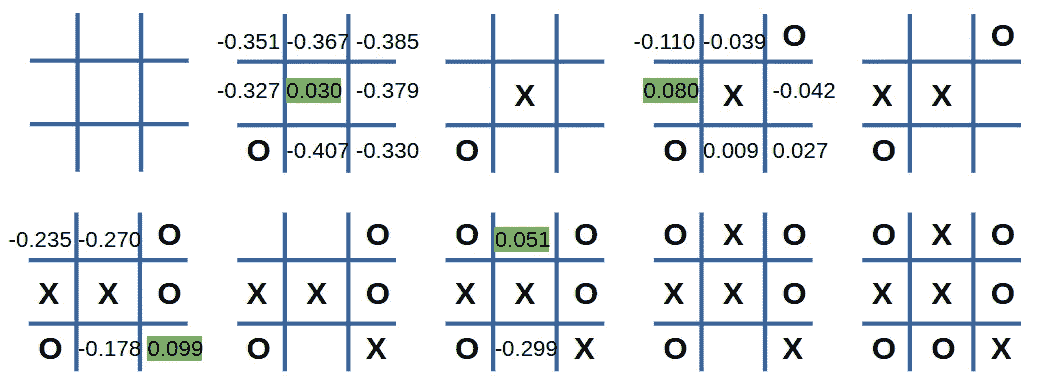 O
-0.351 -0.367 -0.385
-0.327 0.030 -0.379
X
-0.110 -0.039
0.080 X -0.042
X X
O -0.407 -0.330
O
O 0.009 0.027
O
O
-0.235 -0.270 O
O
O 0.051 O
O X O
O X O
X X O
X X O
X X O
X X O
X X O
O -0.178 0.099
O X
O -0.299 X
O X
O O X